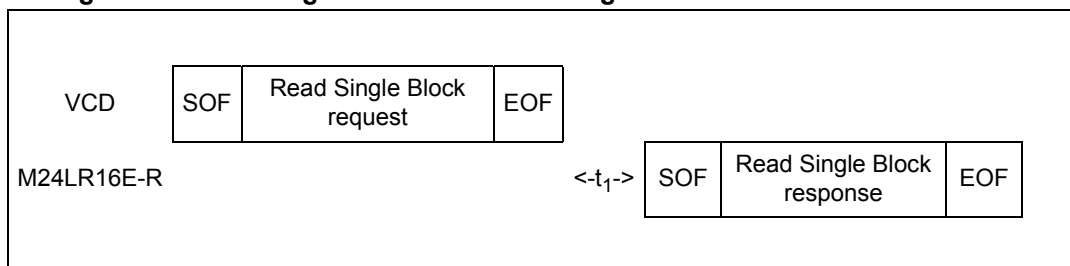 VCD SOF Read Single Block request EOF
M24LR16E-R <-t1-> SOF Read Single Block response EOF